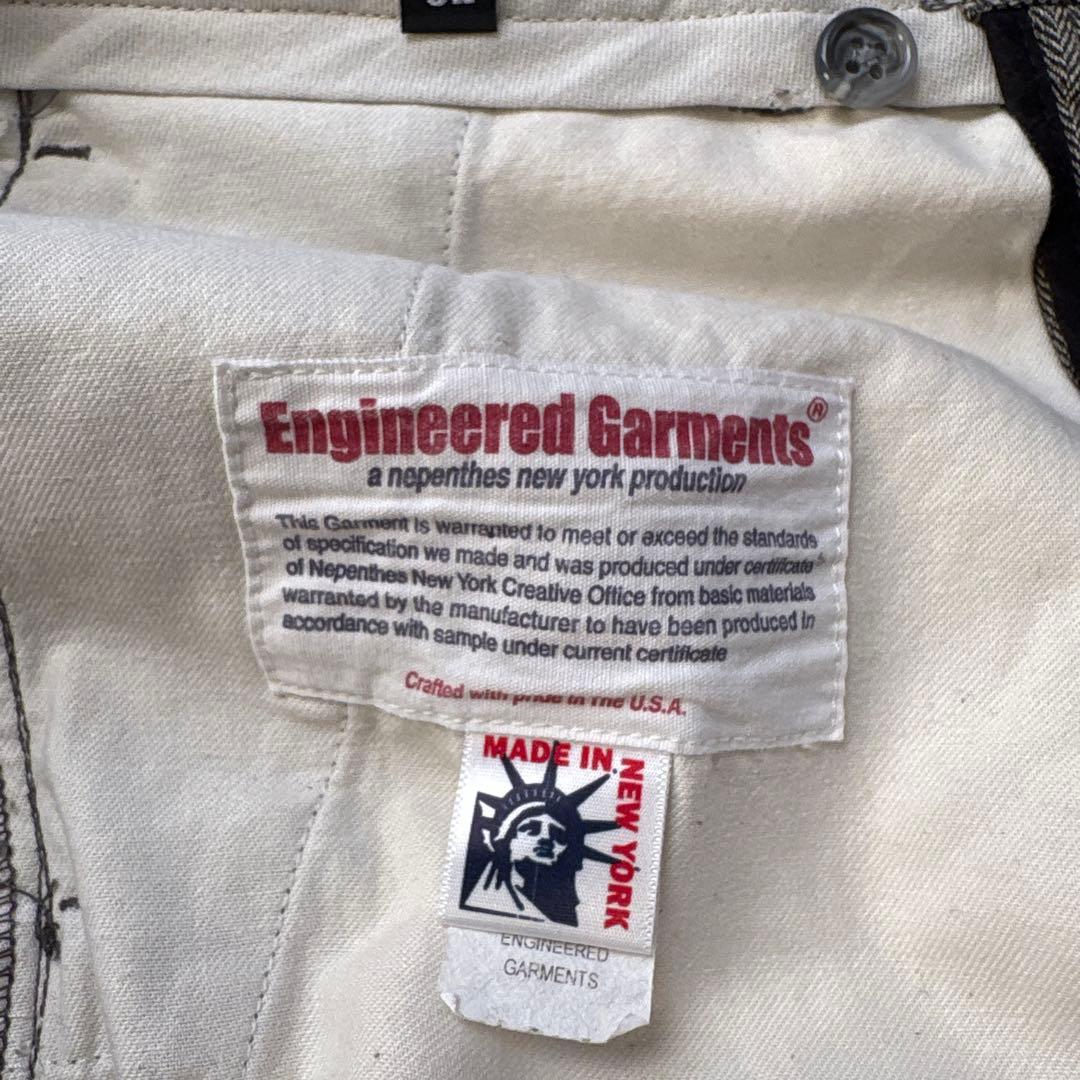 Engineered Garments®
a nepenthes new york production
This Garment is warranted to meet or exceed the standards
of specification we made and was produced under certificate
of Nepenthes New York Creative Office from basic materials
warranted by the manufacturer to have been produced in
accordance with sample under current certificate
Crafted with pride in the U.S.A.
MADE IN
NEW YORK
ENGINEERED
GARMENTS